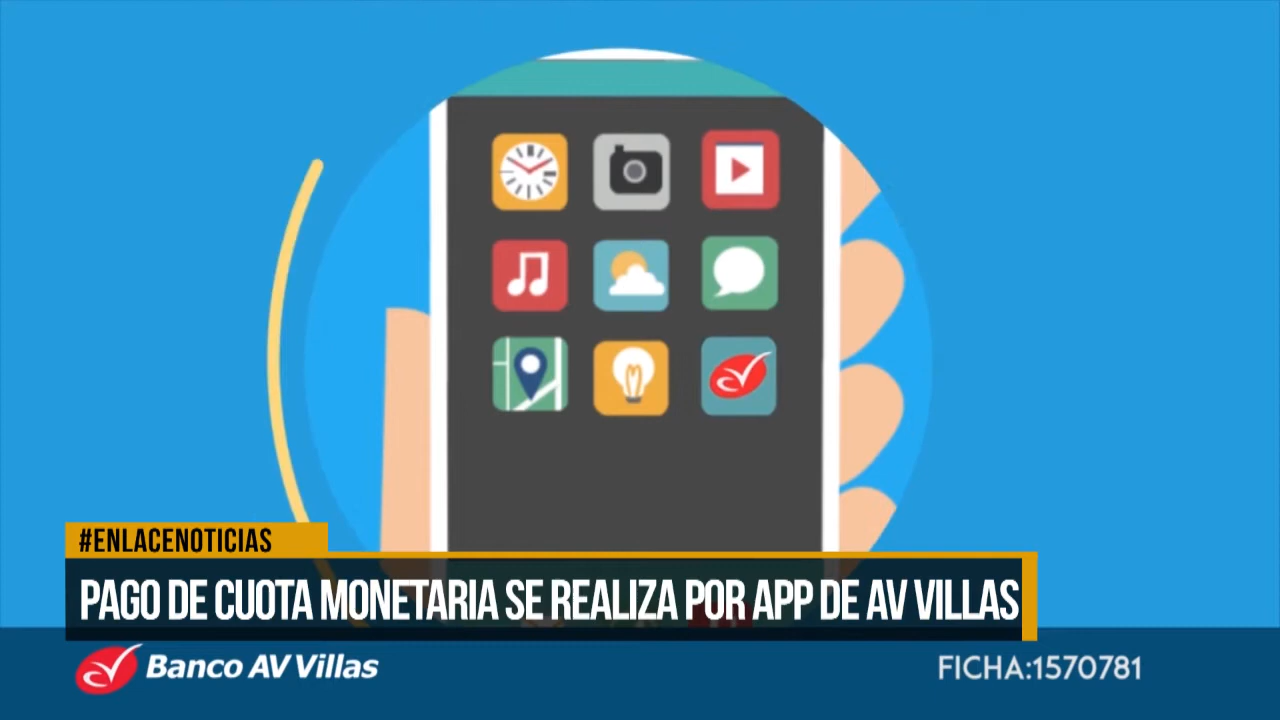 #ENLACENOTICIAS
PAGO DE CUOTA MONETARIA SE REALIZA POR APP DE AV VILLAS
Banco AV Villas
FICHA:1570781